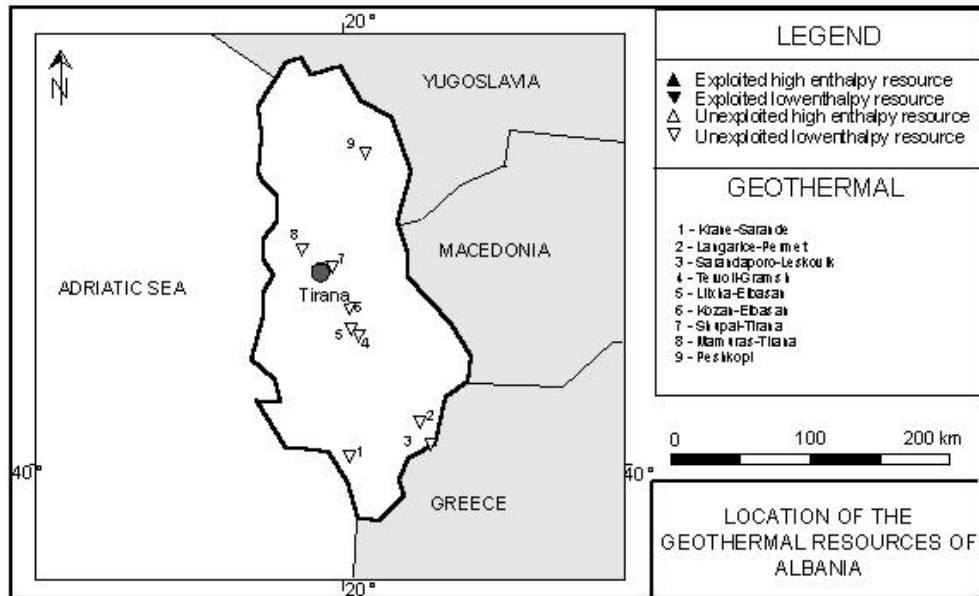 20°
N
YUGOSLAVIA
9
8
7
MACEDONIA
ADRIATIC SEA
Tirana
6
5
4
2
3
1
40°
40°
GREECE
20°
LEGEND
Exploited high enthalpy resource
Exploited lowenthalpy resource
Unexploited high enthalpy resource
Unexploited lowenthalpy resource
GEOTHERMAL
1 - Krane-Sarande
2 - Langarice-Permet
3 - Sarandaporo-Leskovik
4 - Tervoll-Gramsh
5 - Llixha-Elbasan
6 - Kozan-Elbasan
7 - Shupal-Tirana
8 - Mamuras-Tirana
9 - Peshkopi
0 100 200 km
LOCATION OF THE
GEOTHERMAL RESOURCES OF
ALBANIA